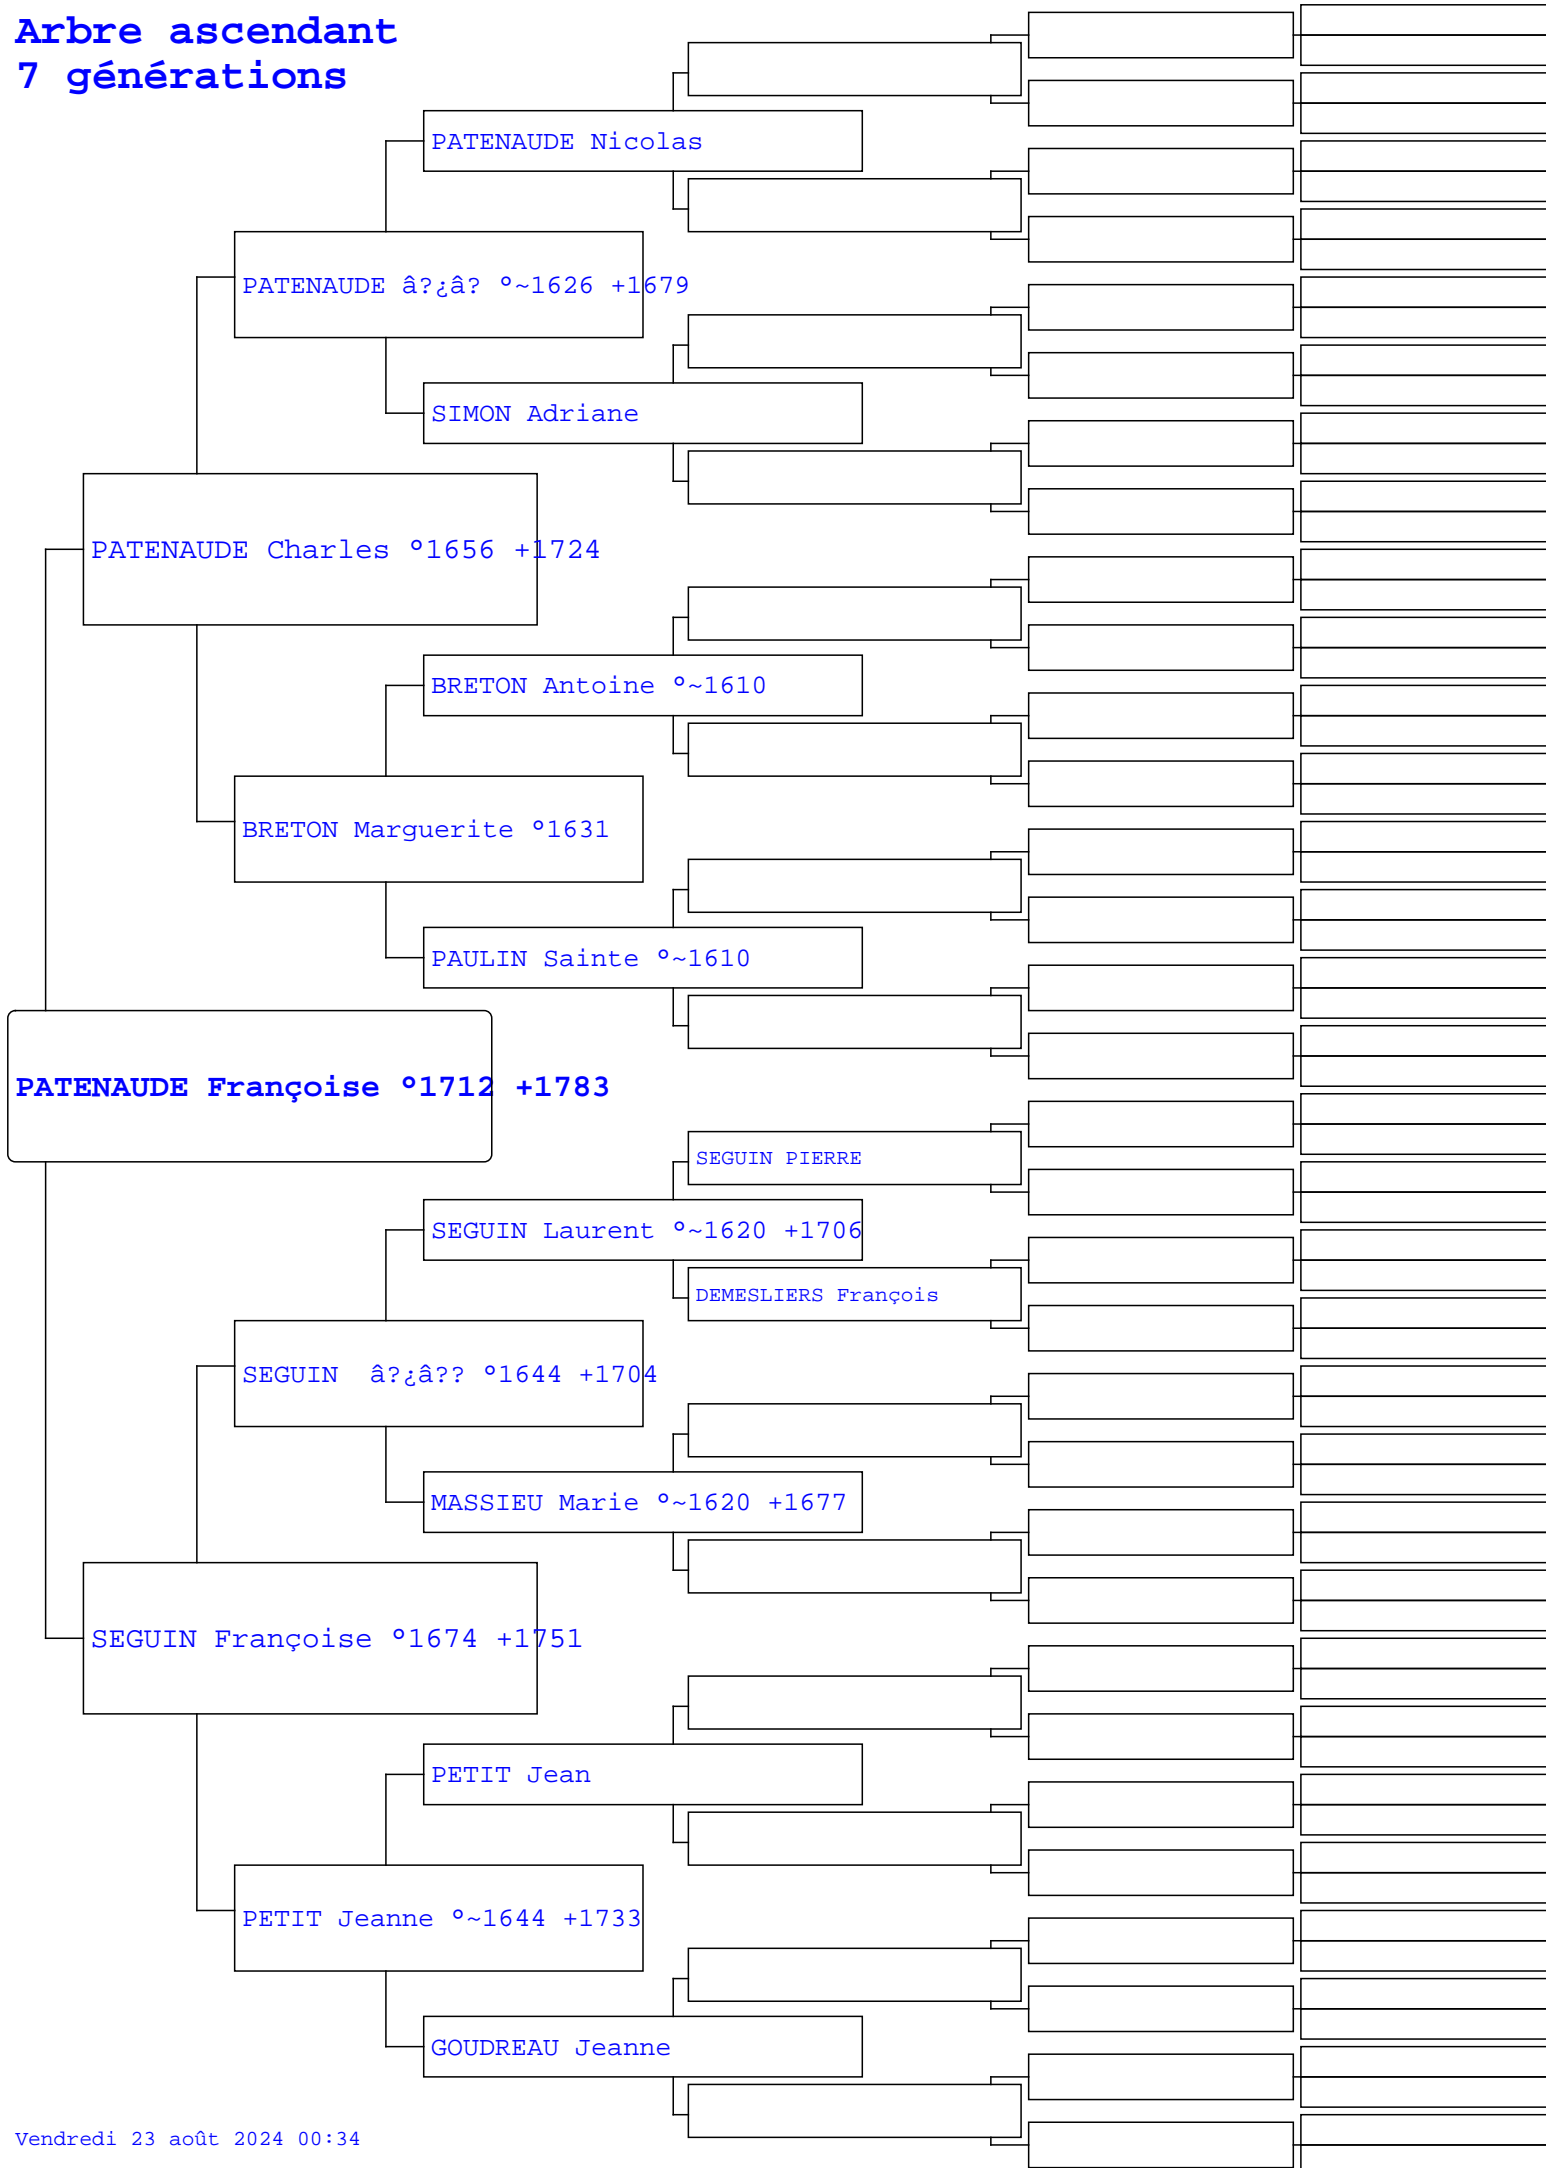 Arbre ascendant
7 générations
PATENAUDE Nicolas
PATENAUDE â?¿â? °~1626 +1679
SIMON Adriane
PATENAUDE Charles °1656 +1724
BRETON Antoine °~1610
BRETON Marguerite °1631
PAULIN Sainte °~1610
PATENAUDE Françoise °1712 +1783
SEGUIN PIERRE
SEGUIN Laurent °~1620 +1706
DEMESLIERS François
SEGUIN  â?¿â?? °1644 +1704
MASSIEU Marie °~1620 +1677
SEGUIN Françoise °1674 +1751
PETIT Jean
PETIT Jeanne °~1644 +1733
GOUDREAU Jeanne
Vendredi 23 août 2024 00:34